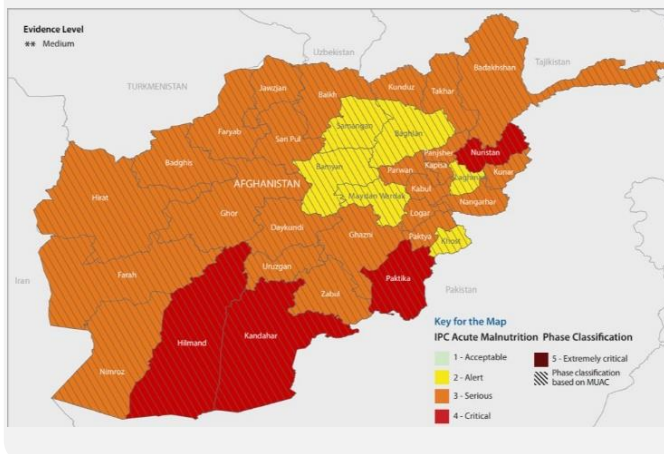 Evidence Level
** Medium
Uzbekistan
Tajikistan
TURKMENISTAN
Badakhshan
Jawzjan
Balkh
Kunduz
Takhar
Faryab
Sari Pul
Samangan
Baghlan
Badghis
Panjsher
Nuristan
Bamyan
Parwan
Kapisa
Laghman
Kunar
Hirat
AFGHANISTAN
Maydan Wardak
Kabul
Nangarhar
Ghor
Logar
Daykundi
Ghazni
Paktya
Khost
Iran
Farah
Uruzgan
Paktika
Pakistan
Zabul
Hilmand
Kandahar
Nimroz
Key for the Map
IPC Acute Malnutrition Phase Classification
1 - Acceptable
2 - Alert
3 - Serious
4 - Critical
5 - Extremely critical
Phase classification
based on MUAC